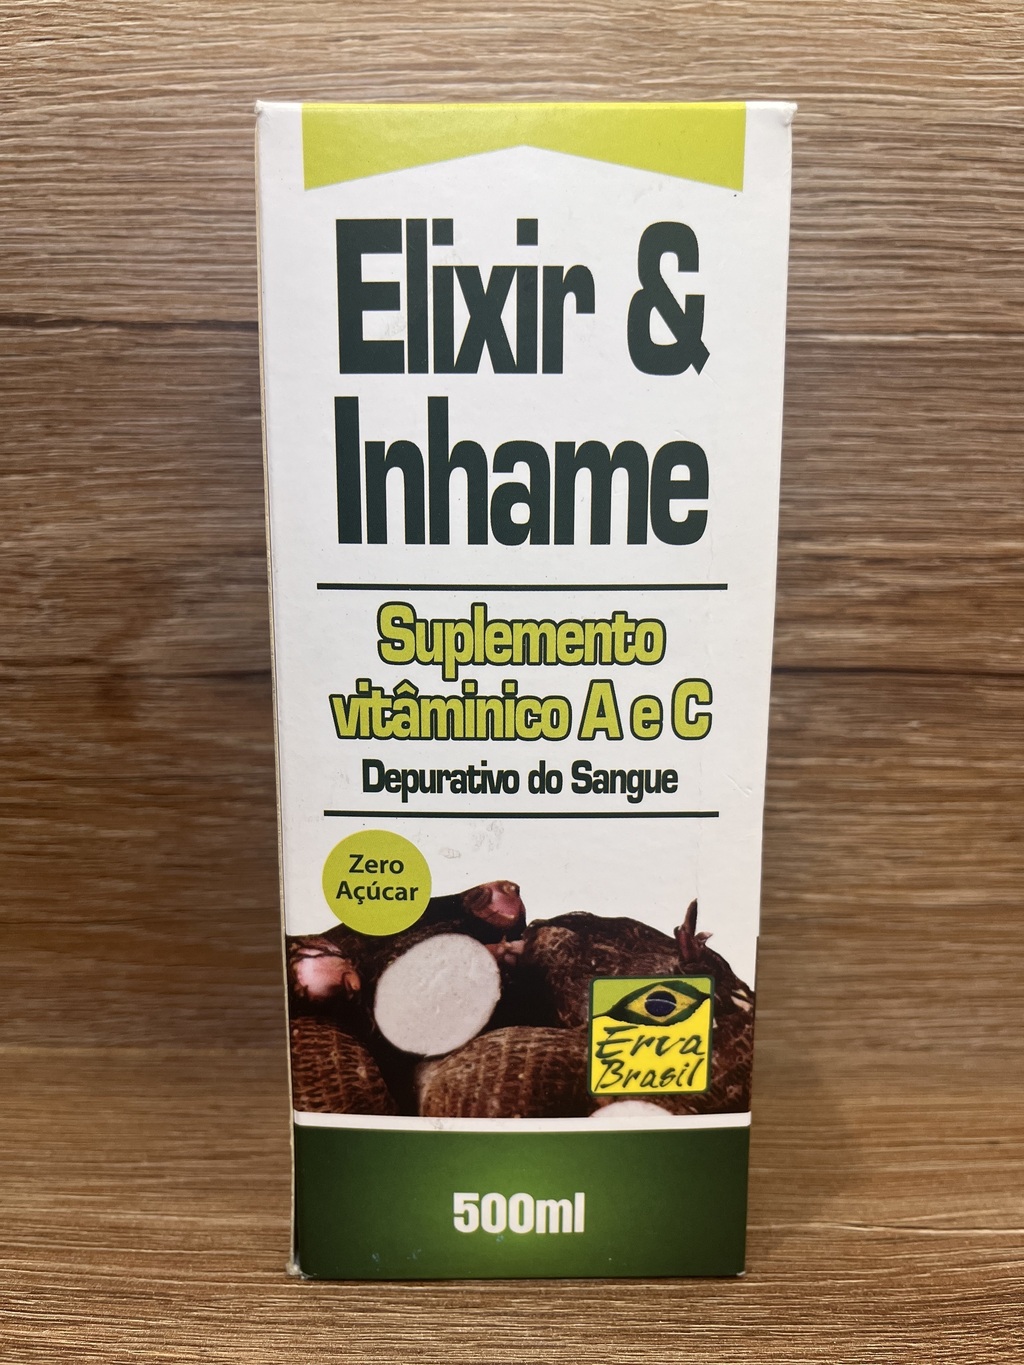 Elixir &
Inhame
Suplemento
vitâminico A e C
Depurativo do Sangue
Zero
Açúcar
Erva
Brasil
500ml